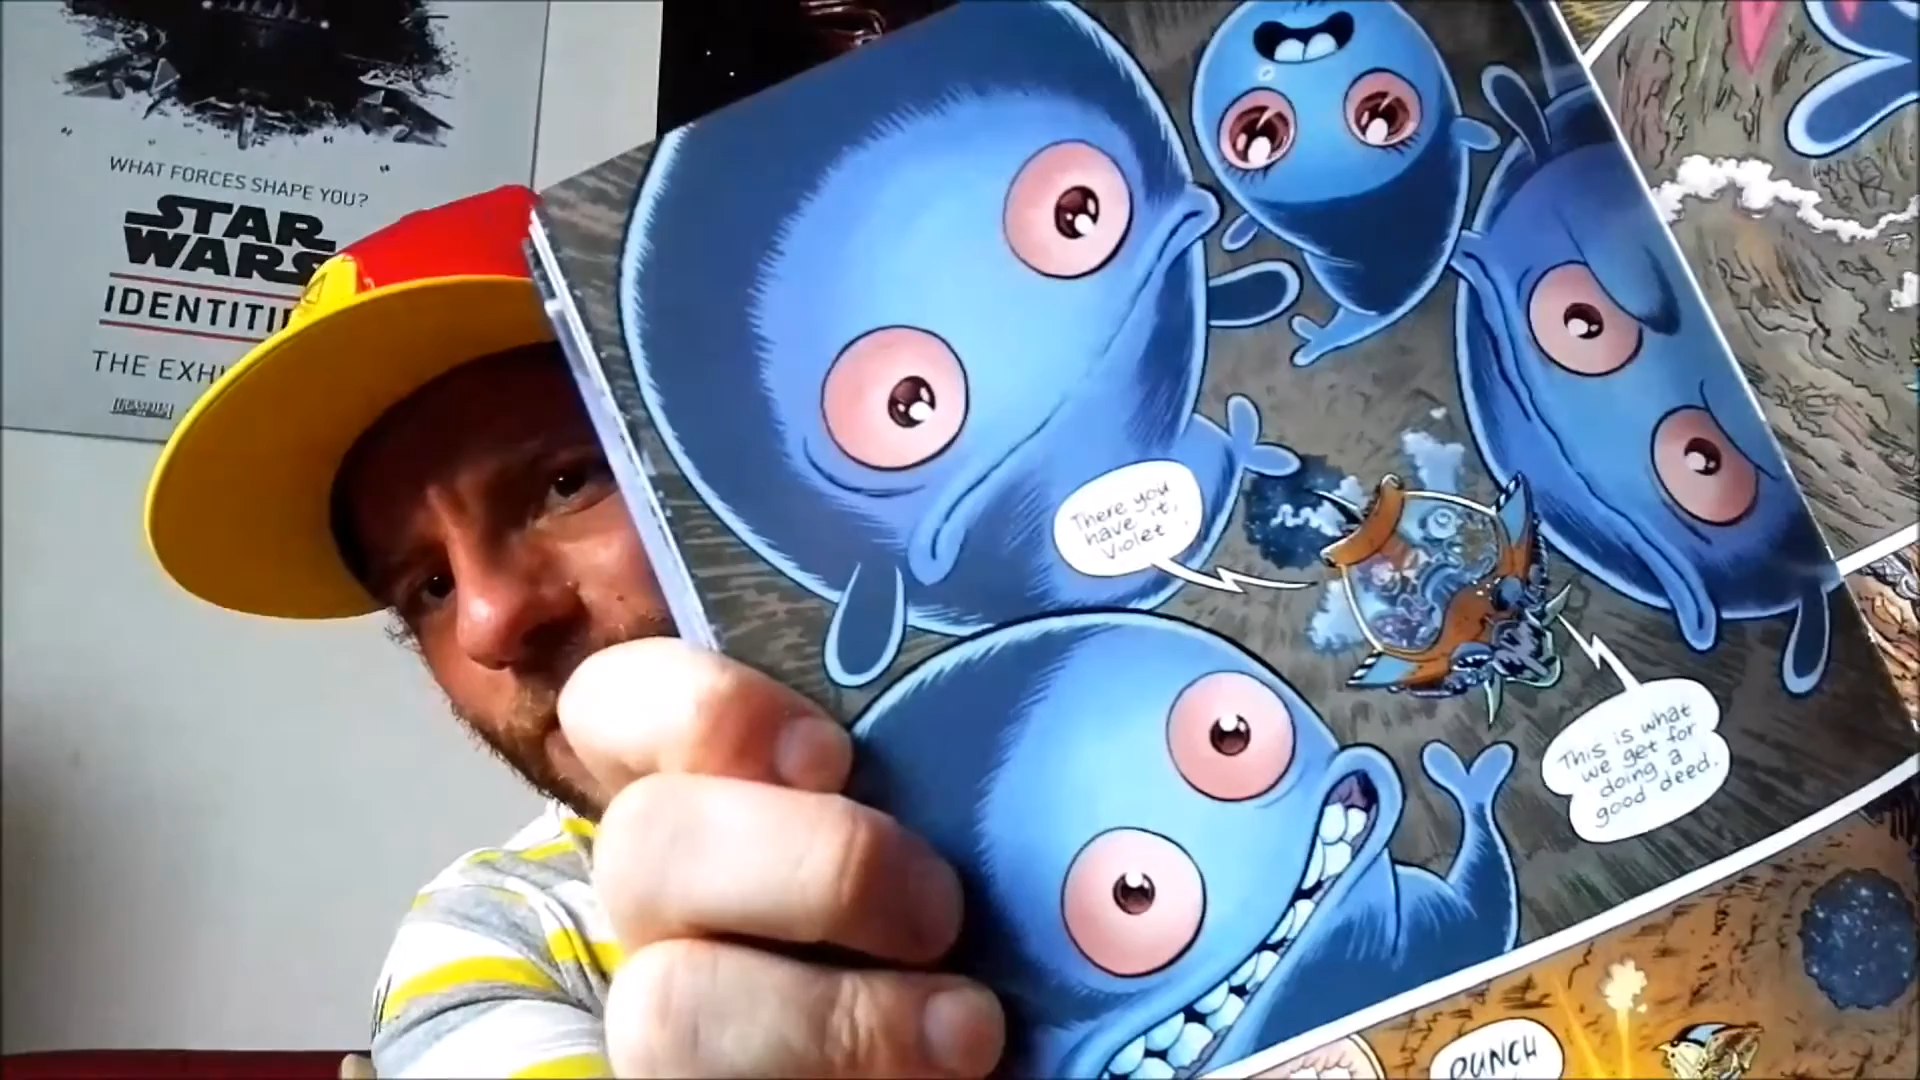 WHAT FORCES SHAPE YOU?
STAR
WARS
IDENTITI
THE EXHI
There you
have it,
Violet.
This is what
we get for
doing a
good deed.
PUNCH